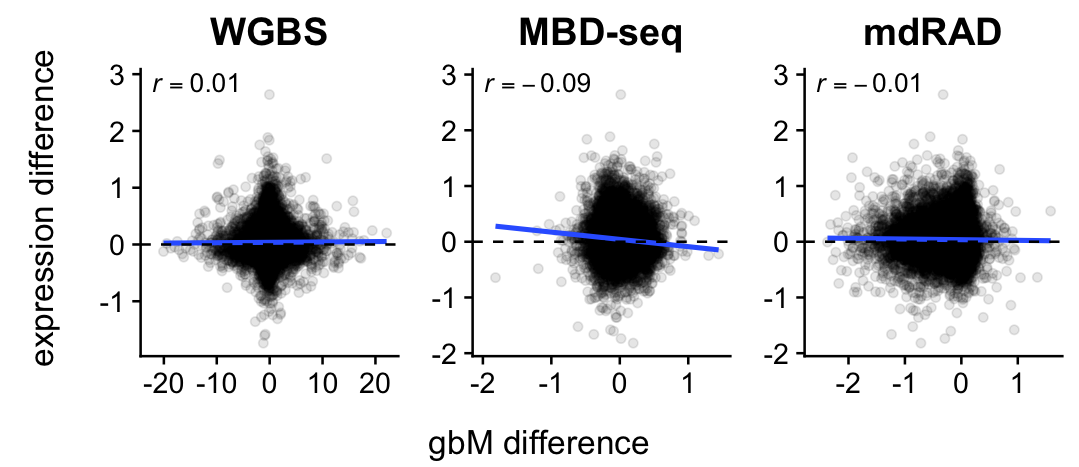 WGBS
MBD-seq
mdRAD
expression difference
3
2
1
0
-1
r = 0.01
-20 -10 0 10 20
3
2
1
0
-1
-2
r = −0.09
-2 -1 0 1
3
2
1
0
-1
-2
r = −0.01
-2 -1 0 1
gbM difference